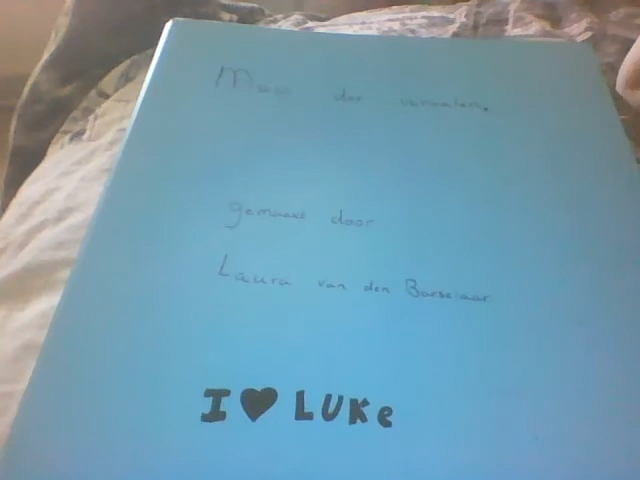 Map der verhalen.
gemaakt door
Laura van den Borselaar
I ♥ LUKe